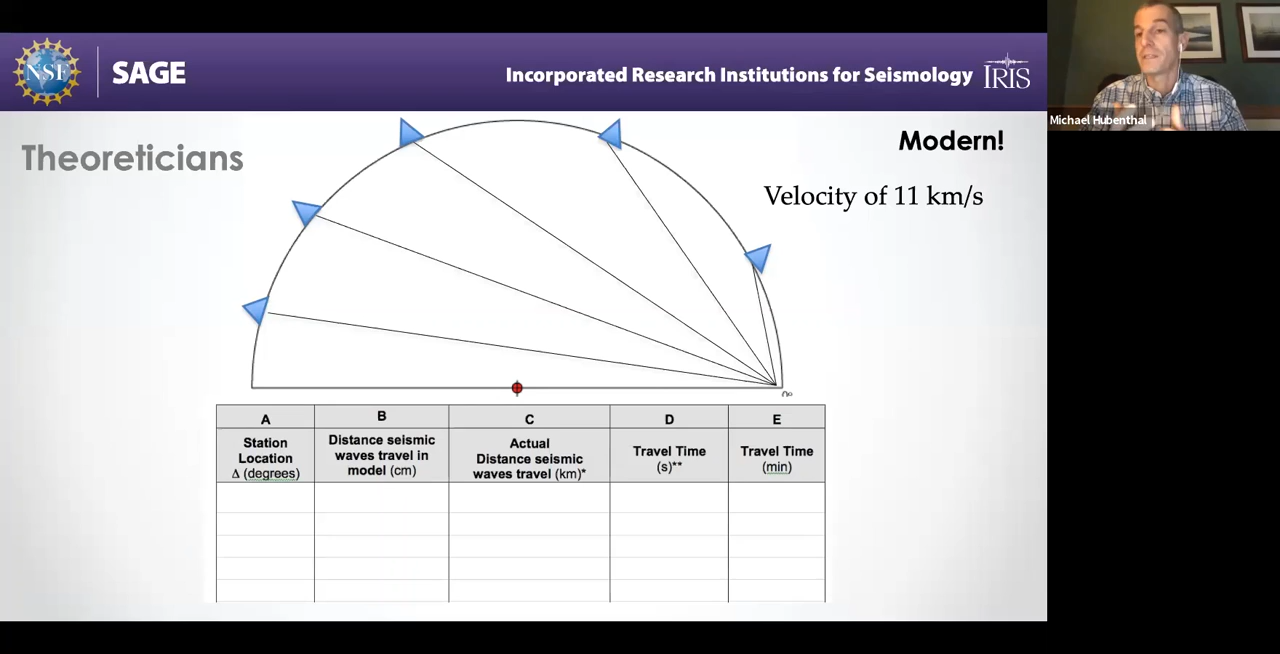 NSF
SAGE
Incorporated Research Institutions for Seismology
IRIS
Michael Hubenthal
Theoreticians
Modern!
Velocity of 11 km/s
0°
A
B
C
D
E
Station
Location
Δ (degrees)
Distance seismic
waves travel in
model (cm)
Actual
Distance seismic
waves travel (km)*
Travel Time
(s)**
Travel Time
(min)